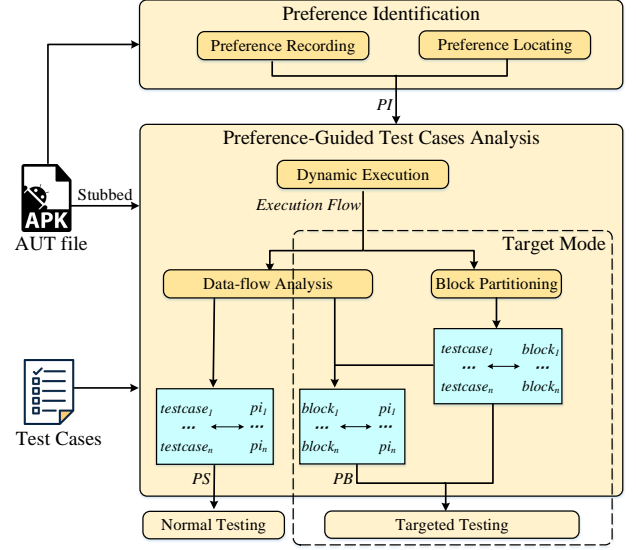 Preference Identification
Preference Recording
Preference Locating
PI
Preference-Guided Test Cases Analysis
Dynamic Execution
Stubbed
APK
AUT file
Execution Flow
Target Mode
Data-flow Analysis
Block Partitioning
testcase1 block1
... ...
testcasen blockn
testcase1 pi1
... ...
testcasen pin
block1 pi1
... ...
blockn pin
Test Cases
PS
PB
Normal Testing
Targeted Testing